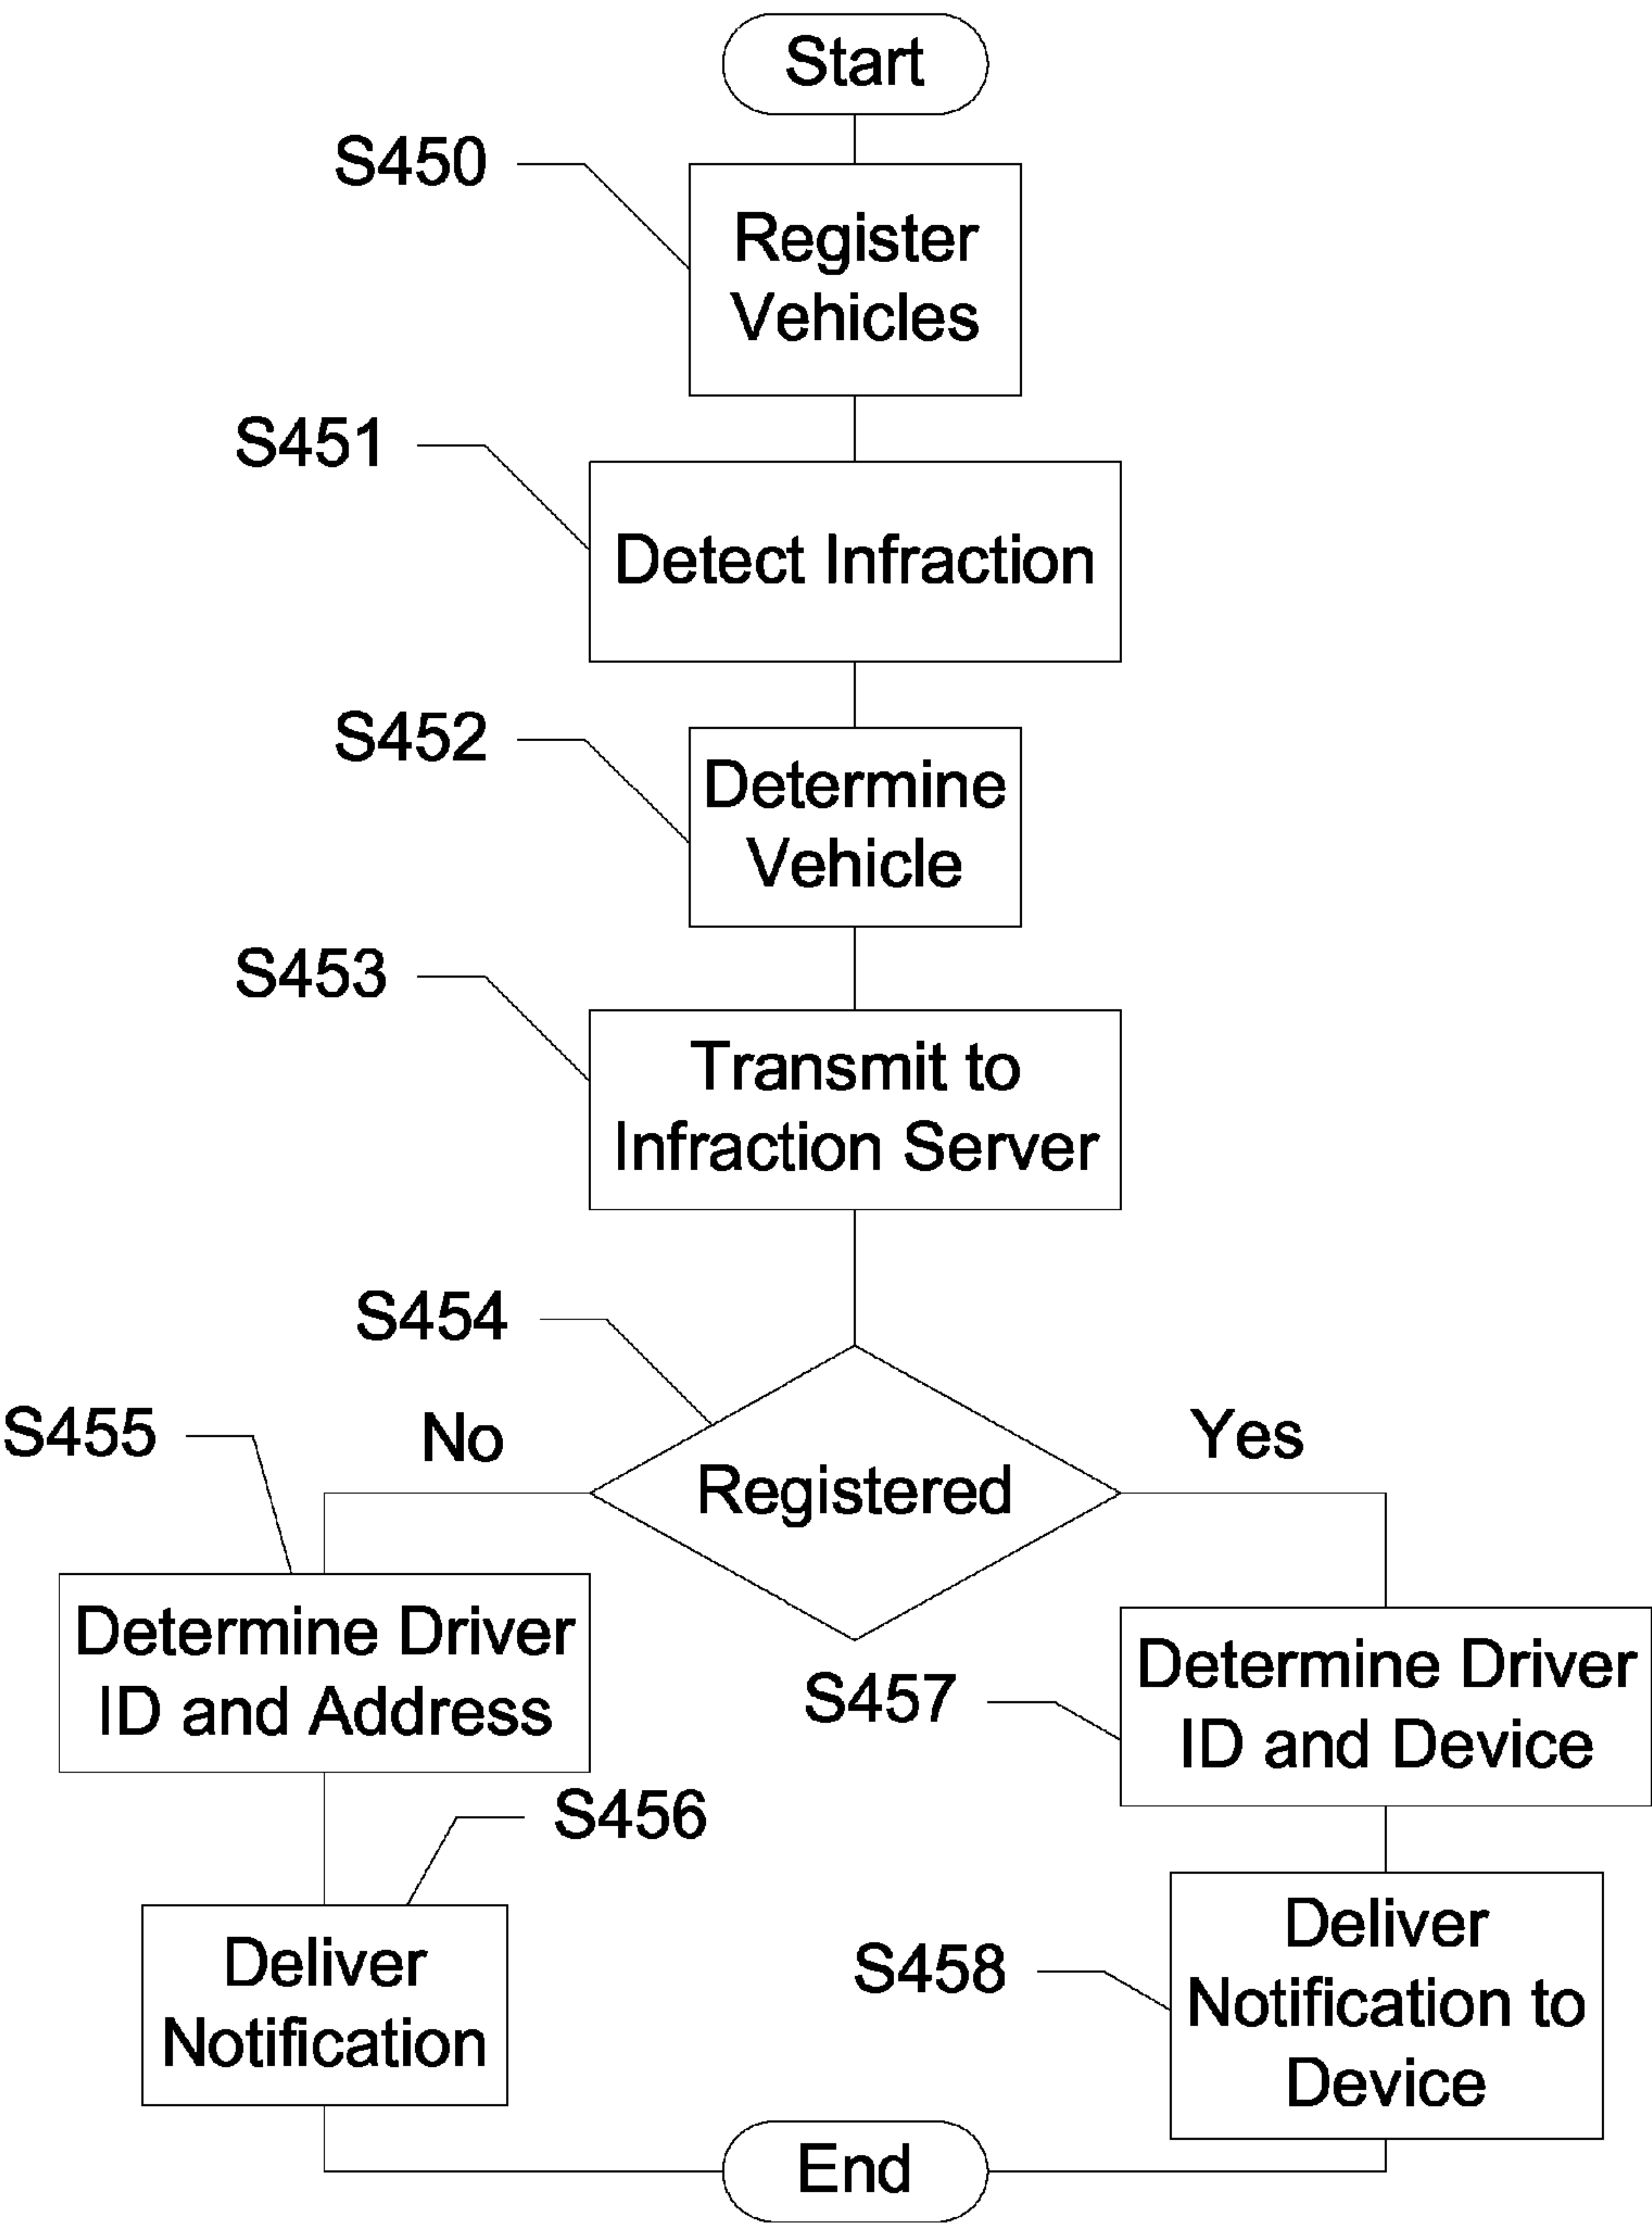 Start
S450
Register
Vehicles
S451
Detect Infraction
S452
Determine
Vehicle
S453
Transmit to
Infraction Server
S454
Registered
No
Yes
S455
Determine Driver
ID and Address
S457
Determine Driver
ID and Device
S456
Deliver
Notification
S458
Deliver
Notification to
Device
End